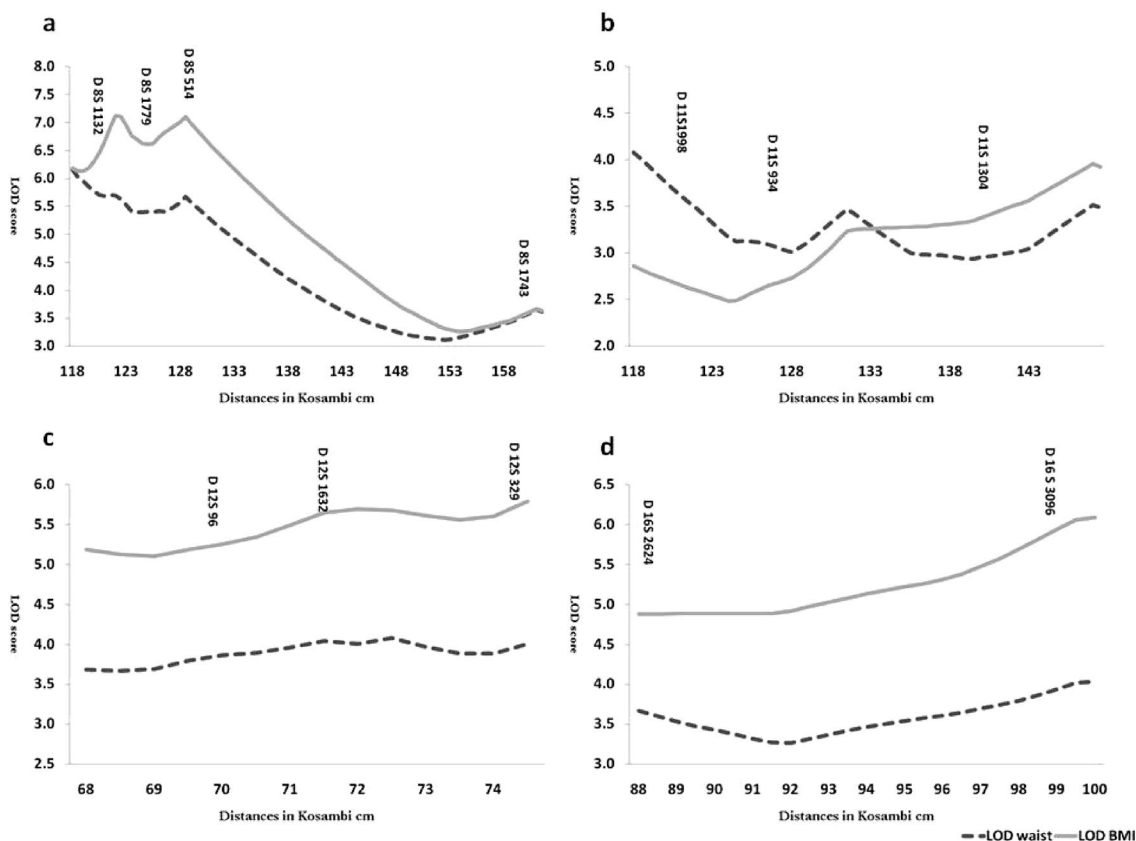 a
D 8S 1132
D 8S 1779
D 8S 514
D 8S 1743
8.0
7.5
7.0
6.5
6.0
5.5
5.0
4.5
4.0
3.5
3.0
LOD score
118 123 128 133 138 143 148 153 158
Distances in Kosambi cm
b
D 11S1998
D 11S 934
D 11S 1304
5.0
4.5
4.0
3.5
3.0
2.5
2.0
LOD score
118 123 128 133 138 143
Distances in Kosambi cm
c
D 12S 96
D 12S 1632
D 12S 329
6.0
5.5
5.0
4.5
4.0
3.5
3.0
2.5
LOD score
68 69 70 71 72 73 74
Distances in Kosambi cm
d
D 16S 2624
D 16 S 3096
6.5
6.0
5.5
5.0
4.5
4.0
3.5
3.0
LOD score
88 89 90 91 92 93 94 95 96 97 98 99 100
Distances in Kosambi cm
LOD waist LOD BMI